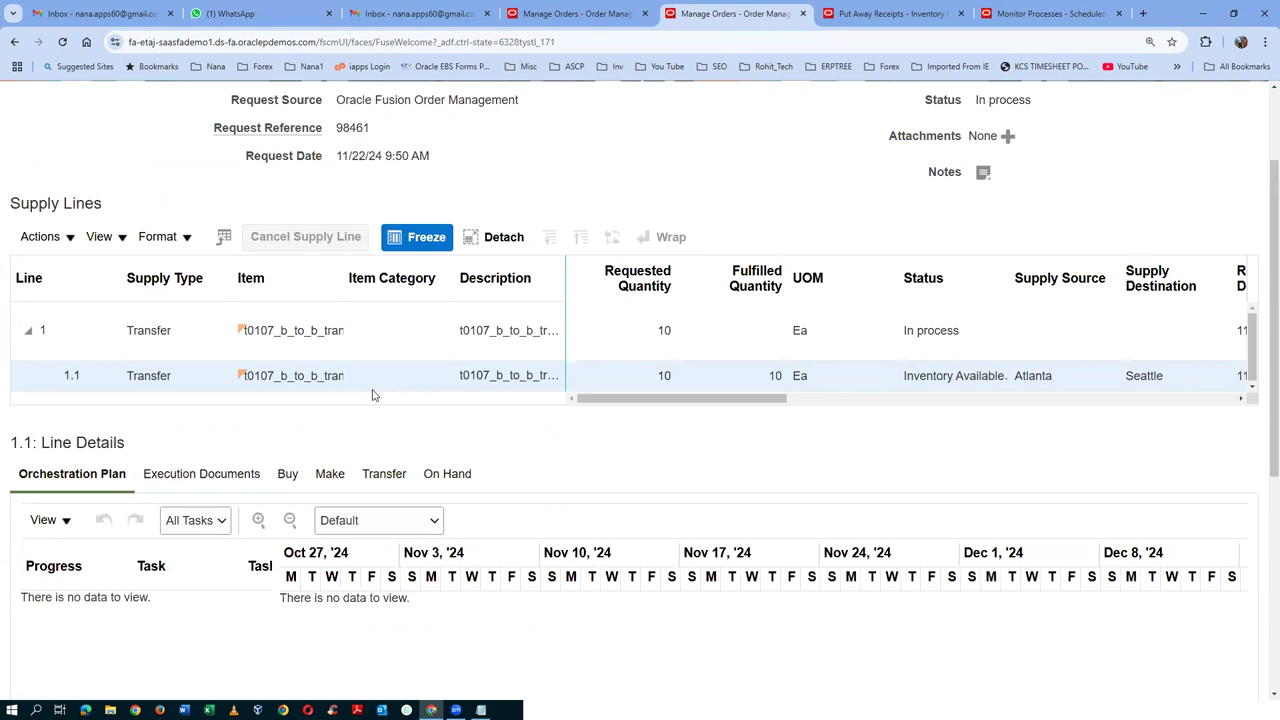 Inbox - nana.apps60@gmail.co
(1) WhatsApp
Inbox - nana.apps60@gmail.c
Manage Orders - Order Manag
Manage Orders - Order Mana
Put Away Receipts - Inventory
Monitor Processes - Scheduled
fa-etaj-saasfademo1.ds-fa.oraclepdemos.com/fscmUI/faces/FuseWelcome?_adf.ctrl-state=6328tystl_171
Suggested Sites
Bookmarks
Nana
Forex
Nana1
iapps Login
Oracle EBS Forms P...
Misc
ASCP
Inv
You Tube
SEO
Rohit_Tech
ERPTREE
Forex
Imported From IE
KCS TIMESHEET PO...
YouTube
»
All Bookmarks
Request Source Oracle Fusion Order Management
Status In process
Request Reference 98461
Attachments None
Request Date 11/22/24 9:50 AM
Notes
Supply Lines
Actions View Format Cancel Supply Line Freeze Detach Wrap
Line Supply Type Item Item Category Description Requested Quantity Fulfilled Quantity UOM Status Supply Source Supply Destination
1 Transfer t0107_b_to_b_tran t0107_b_to_b_tr... 10 Ea In process 11
1.1 Transfer t0107_b_to_b_tran t0107_b_to_b_tr... 10 10 Ea Inventory Available. Atlanta Seattle 11
1.1: Line Details
Orchestration Plan Execution Documents Buy Make Transfer On Hand
View All Tasks Default
Progress Task Tasl
Oct 27, '24 Nov 3, '24 Nov 10, '24 Nov 17, '24 Nov 24, '24 Dec 1, '24 Dec 8, '24
M T W T F S S M T W T F S S M T W T F S S M T W T F S S M T W T F S S M T W T F S S M T W T F S
There is no data to view. There is no data to view.